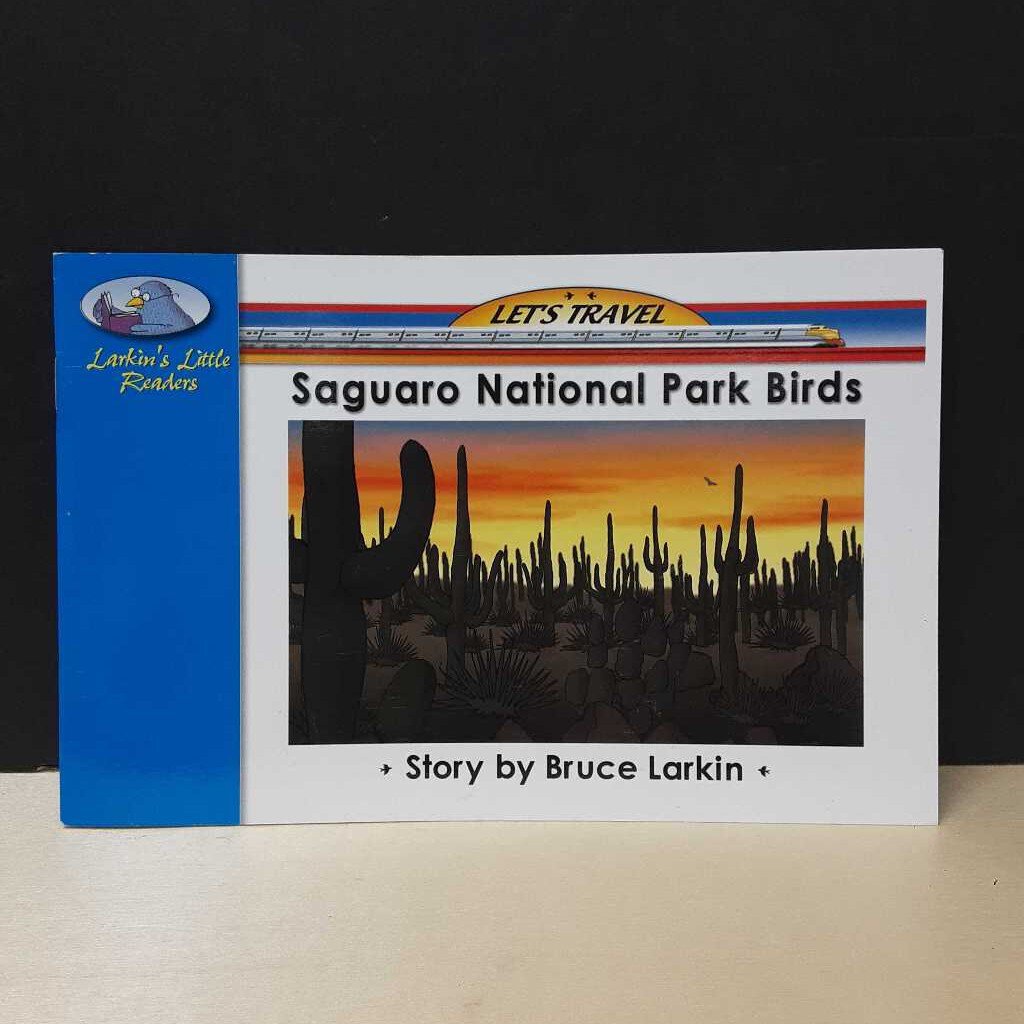 Larkin's Little
Readers
LET'S TRAVEL
Saguaro National Park Birds
Story by Bruce Larkin